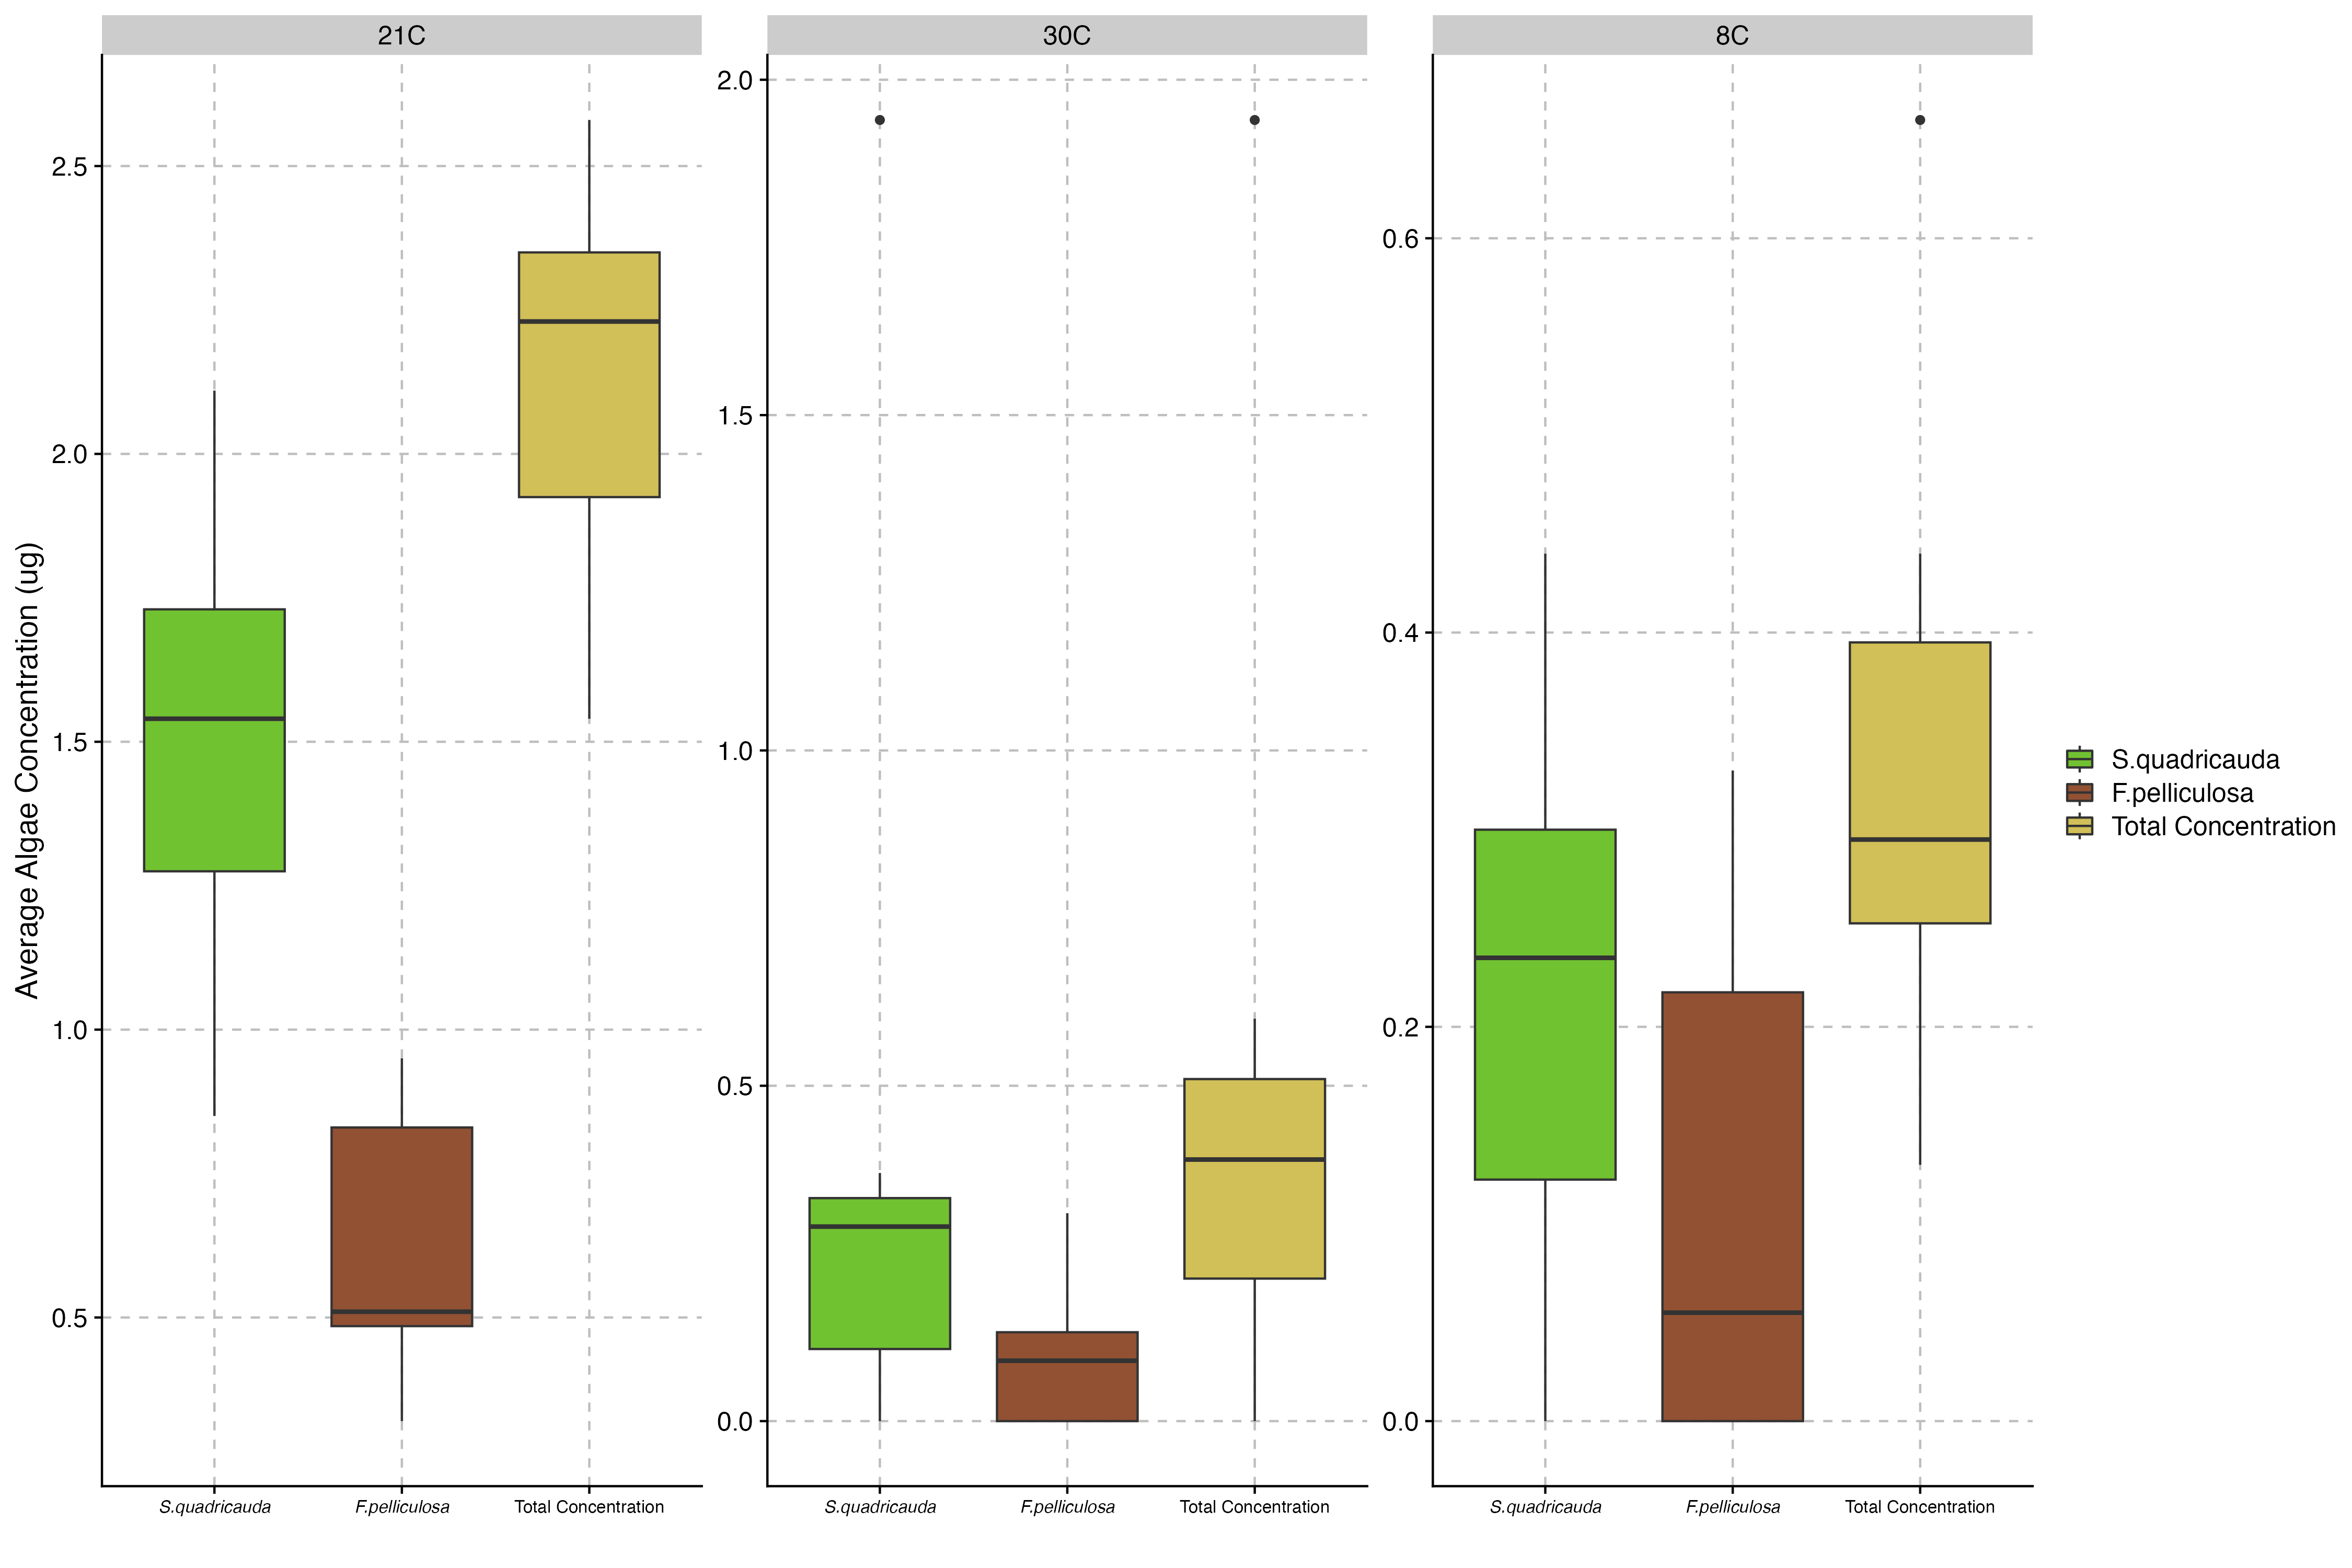 21C
30C
8C
Average Algae Concentration (ug)
2.5
2.0
1.5
1.0
0.5
2.0
1.5
1.0
0.5
0.0
0.6
0.4
0.2
0.0
S.quadricauda
F.pelliculosa
Total Concentration
S.quadricauda
F.pelliculosa
Total Concentration
S.quadricauda
F.pelliculosa
Total Concentration
S.quadricauda
F.pelliculosa
Total Concentration